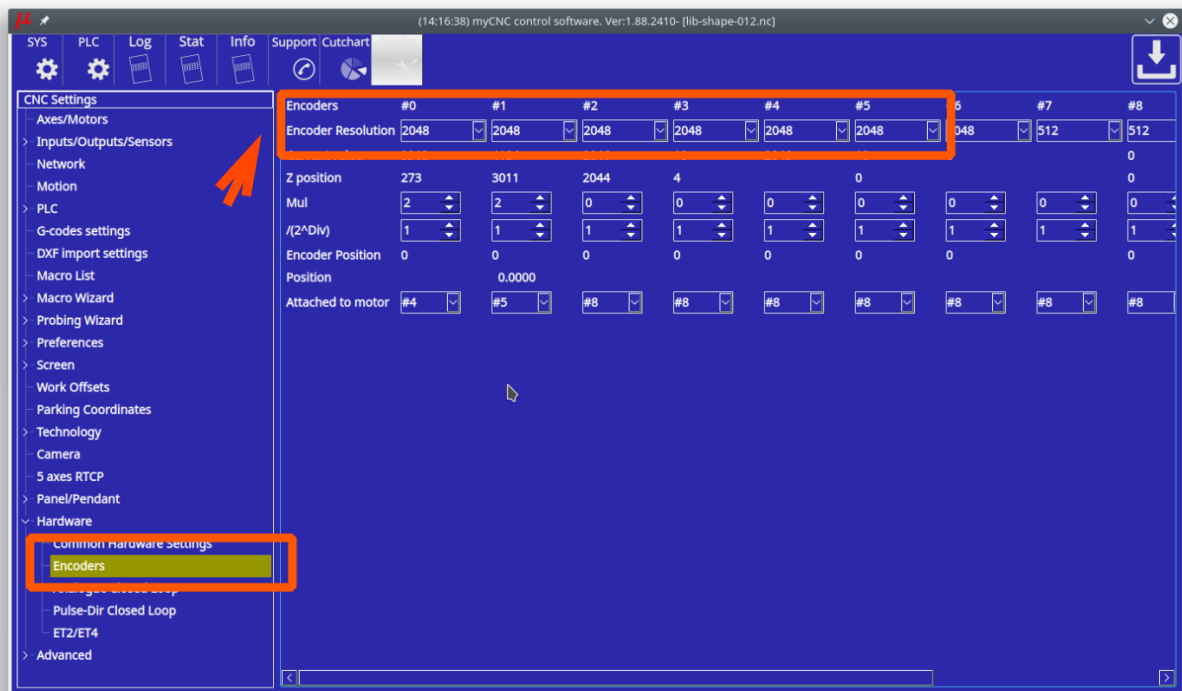 μ (14:16:38) myCNC control software. Ver:1.88.2410- [lib-shape-012.nc]
SYS PLC Log Stat Info Support Cutchart
CNC Settings
Axes/Motors
Inputs/Outputs/Sensors
Network
Motion
PLC
G-codes settings
DXF import settings
Macro List
Macro Wizard
Probing Wizard
Preferences
Screen
Work Offsets
Parking Coordinates
Technology
Camera
5 axes RTCP
Panel/Pendant
Hardware
Common Hardware Settings
Encoders
Analogue Closed Loop
Pulse-Dir Closed Loop
ET2/ET4
Advanced
Encoders #0 #1 #2 #3 #4 #5 #7 #8
Encoder Resolution 2048 2048 2048 2048 2048 2048 048 512 512
0
Z position 273 3011 2044 4 0 0
Mul 2 2 0 0 0 0 0 0 0
/(2^Div) 1 1 1 1 1 1 1 1 1
Encoder Position 0 0 0 0 0 0 0 0
Position 0.0000
Attached to motor #4 #5 #8 #8 #8 #8 #8 #8 #8